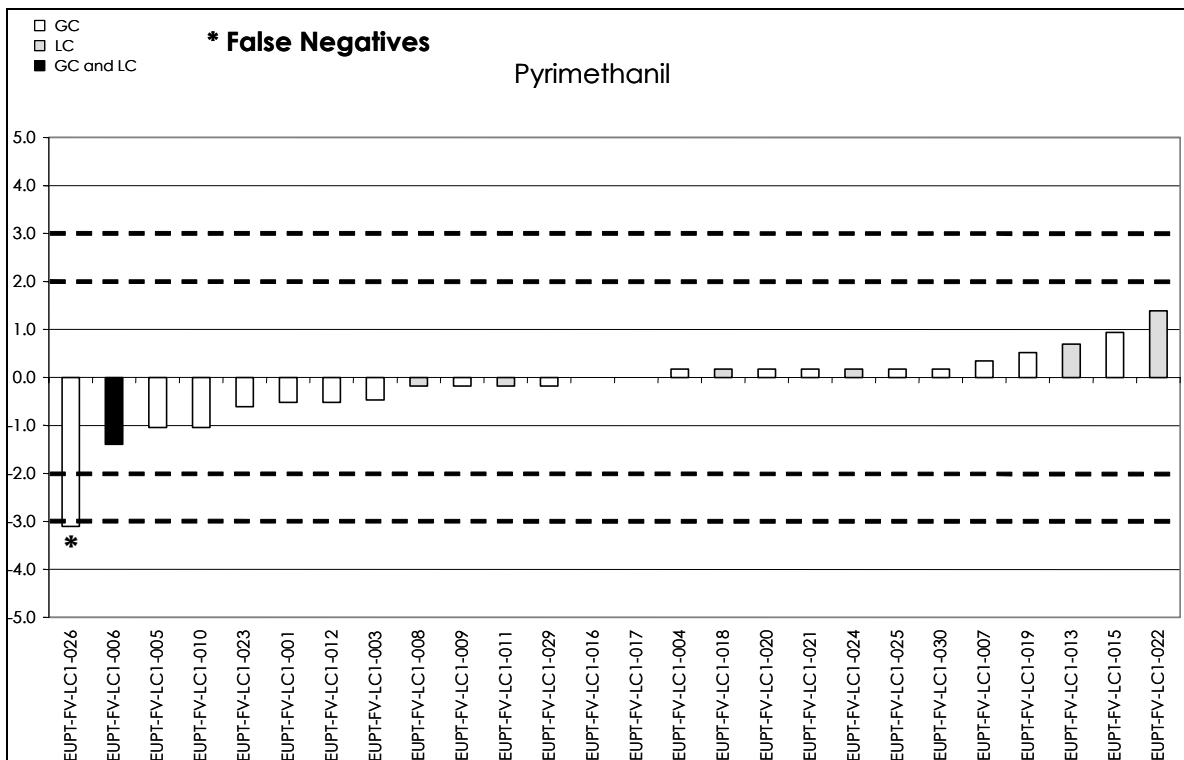 GC
LC
GC and LC
* False Negatives
Pyrimethanil
5.0
4.0
3.0
2.0
1.0
0.0
-1.0
-2.0
-3.0
-4.0
-5.0
*
EUPT-FV-LC1-026
EUPT-FV-LC1-006
EUPT-FV-LC1-005
EUPT-FV-LC1-010
EUPT-FV-LC1-023
EUPT-FV-LC1-001
EUPT-FV-LC1-012
EUPT-FV-LC1-003
EUPT-FV-LC1-008
EUPT-FV-LC1-009
EUPT-FV-LC1-011
EUPT-FV-LC1-029
EUPT-FV-LC1-016
EUPT-FV-LC1-017
EUPT-FV-LC1-004
EUPT-FV-LC1-018
EUPT-FV-LC1-020
EUPT-FV-LC1-021
EUPT-FV-LC1-024
EUPT-FV-LC1-025
EUPT-FV-LC1-030
EUPT-FV-LC1-007
EUPT-FV-LC1-019
EUPT-FV-LC1-013
EUPT-FV-LC1-015
EUPT-FV-LC1-022